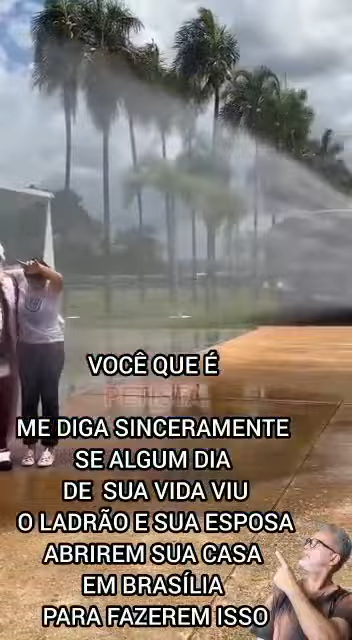 VOCÊ QUE É
PETISTA
ME DIGA SINCERAMENTE
SE ALGUM DIA
DE SUA VIDA VIU
O LADRÃO E SUA ESPOSA
ABRIREM SUA CASA
EM BRASÍLIA
PARA FAZEREM ISSO